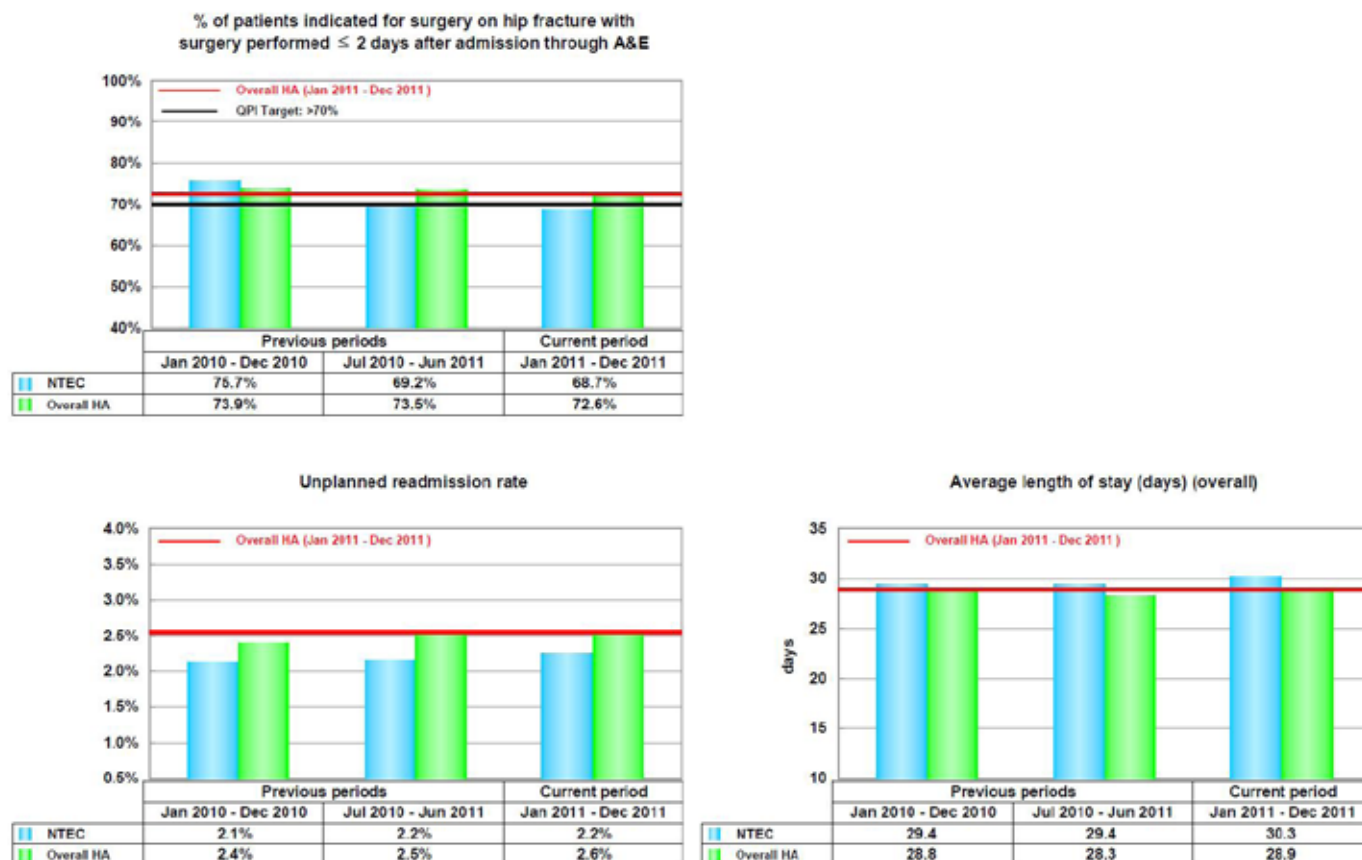 % of patients indicated for surgery on hip fracture with
surgery performed ≤ 2 days after admission through A&E
100%
90%
80%
70%
60%
50%
40%
Overall HA (Jan 2011 - Dec 2011 )
QPI Target: >70%
Previous periods Current period
Jan 2010 - Dec 2010 Jul 2010 - Jun 2011 Jan 2011 - Dec 2011
NTEC 75.7% 69.2% 68.7%
Overall HA 73.9% 73.5% 72.6%
Unplanned readmission rate
4.0%
3.5%
3.0%
2.5%
2.0%
1.5%
1.0%
0.5%
Overall HA (Jan 2011 - Dec 2011 )
Previous periods Current period
Jan 2010 - Dec 2010 Jul 2010 - Jun 2011 Jan 2011 - Dec 2011
NTEC 2.1% 2.2% 2.2%
Overall HA 2.4% 2.5% 2.6%
Average length of stay (days) (overall)
35
30
25
20
15
10
days
Overall HA (Jan 2011 - Dec 2011 )
Previous periods Current period
Jan 2010 - Dec 2010 Jul 2010 - Jun 2011 Jan 2011 - Dec 2011
NTEC 29.4 29.4 30.3
Overall HA 28.8 28.3 28.9